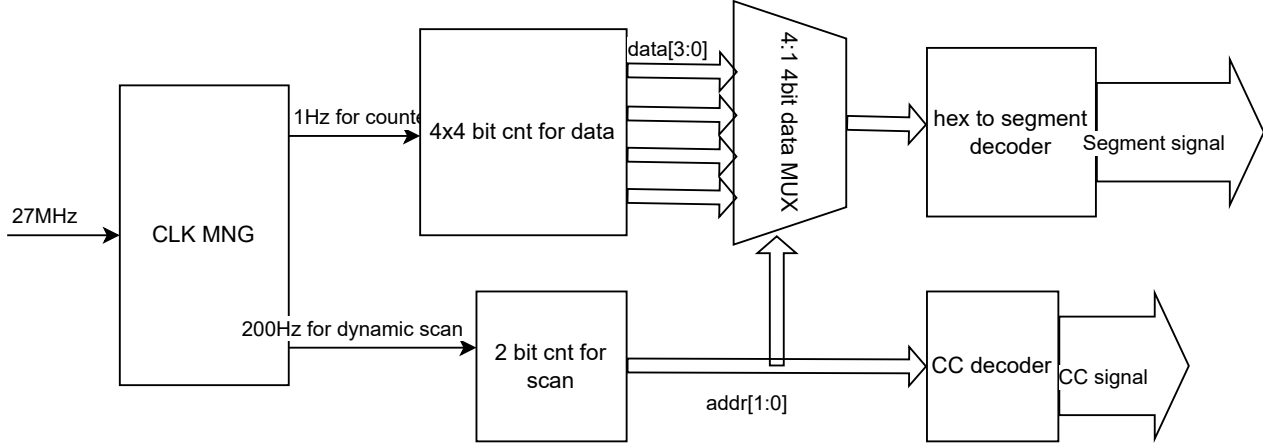 data[3:0]
4:1 4bit data MUX
1Hz for counte
4x4 bit cnt for data
hex to segment
decoder
Segment signal
27MHz
CLK MNG
200Hz for dynamic scan
2 bit cnt for
scan
CC decoder
CC signal
addr[1:0]